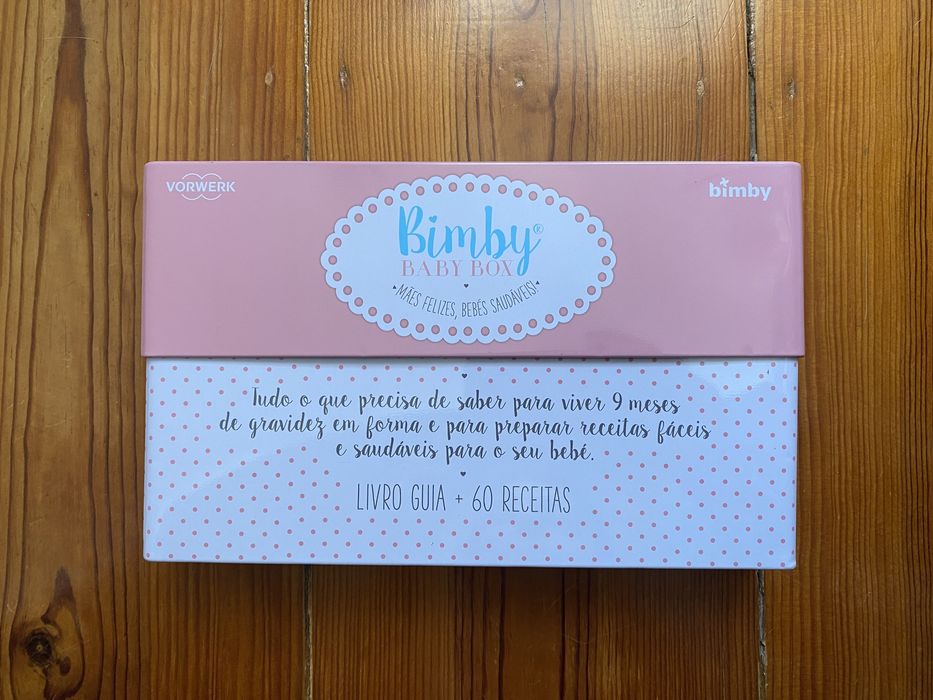 VORWERK
bimby
Bimby®
BABY BOX
MÃES FELIZES, BEBÉS SAUDÁVEIS!
Tudo o que precisa de saber para viver 9 meses
de gravidez em forma e para preparar receitas fáceis
e saudáveis para o seu bebé.
LIVRO GUIA + 60 RECEITAS